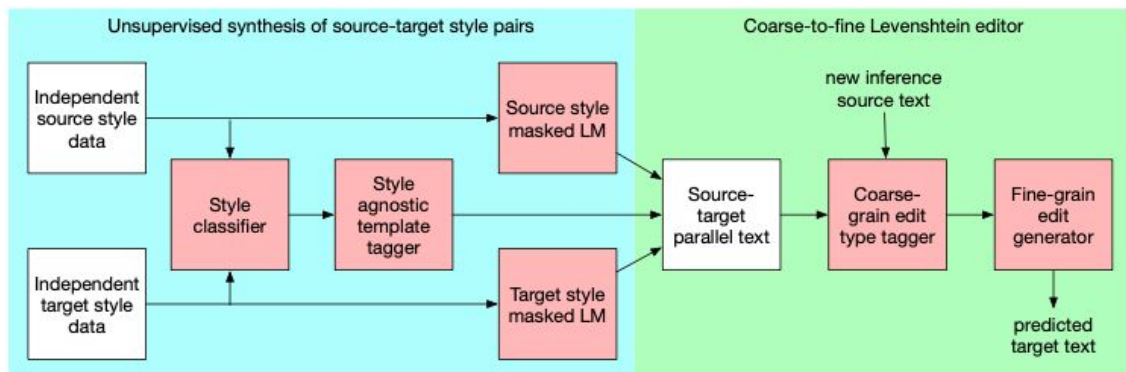 Unsupervised synthesis of source-target style pairs
Independent
source style
data
Source style
masked LM
Style
classifier
Style
agnostic
template
tagger
Independent
target style
data
Target style
masked LM
Coarse-to-fine Levenshtein editor
new inference
source text
Source-
target
parallel text
Coarse-
grain edit
type tagger
Fine-grain
edit
generator
predicted
target text